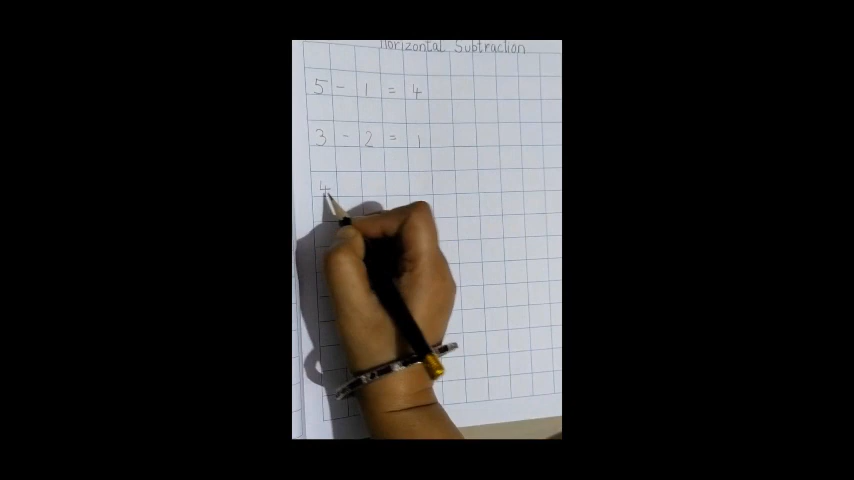 Horizontal Subtraction
5 - 1 = 4
3 - 2 = 1
4